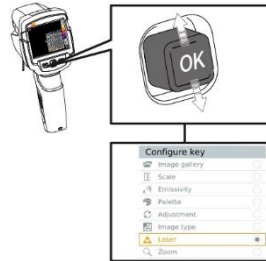 OK
Configure key
Image gallery
Scale
Emissivity
Palette
Adjustment
Image type
Laser
Zoom